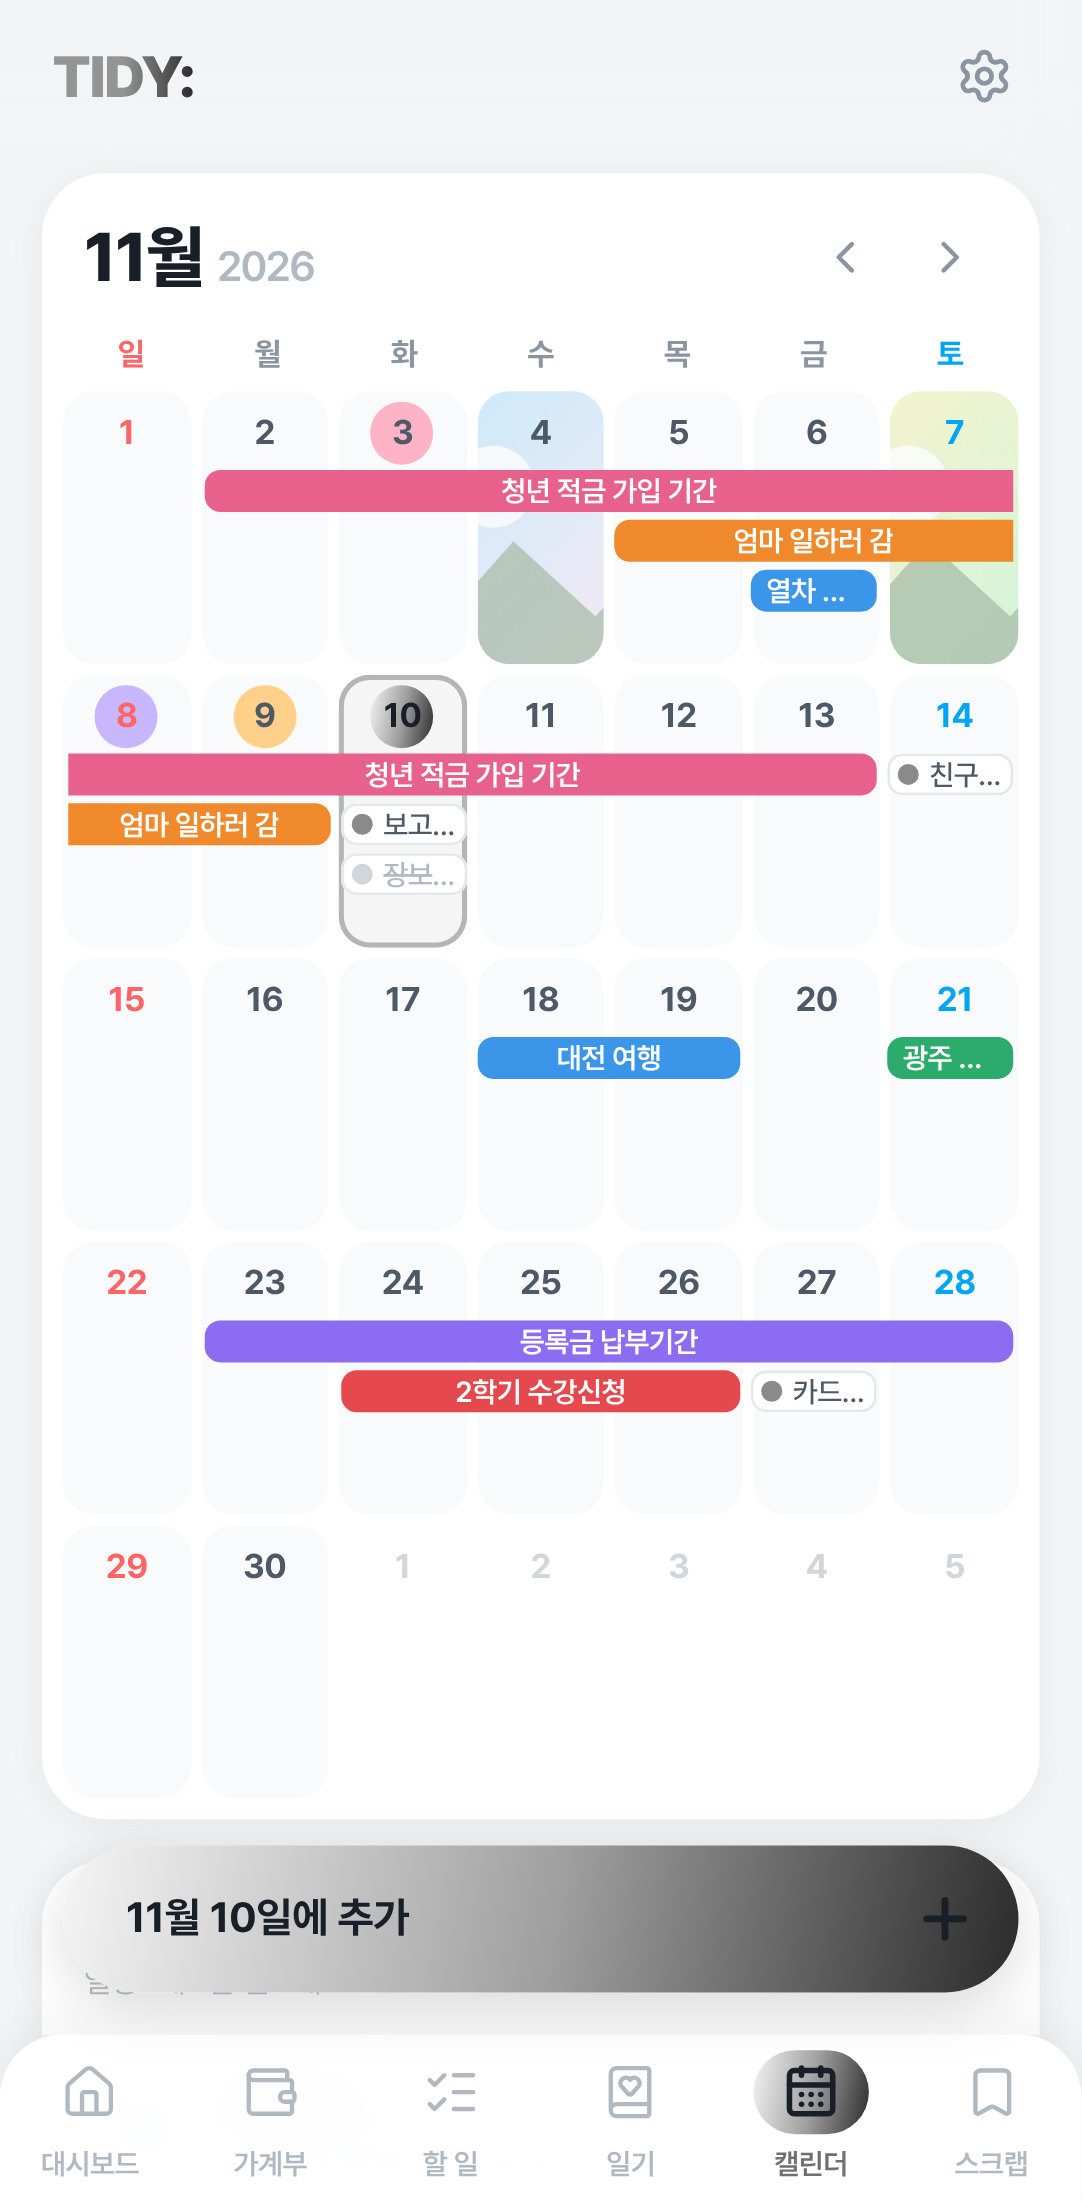 TIDY:
11월 2026
일 월 화 수 목 금 토
1 2 3 4 5 6 7
청년 적금 가입 기간
엄마 일하러 감
열차 ...
8 9 10 11 12 13 14
청년 적금 가입 기간 친구...
엄마 일하러 감 보고...
장보...
15 16 17 18 19 20 21
대전 여행 광주 ...
22 23 24 25 26 27 28
등록금 납부기간
2학기 수강신청 카드...
29 30 1 2 3 4 5
11월 10일에 추가
대시보드 가계부 할 일 일기 캘린더 스크랩